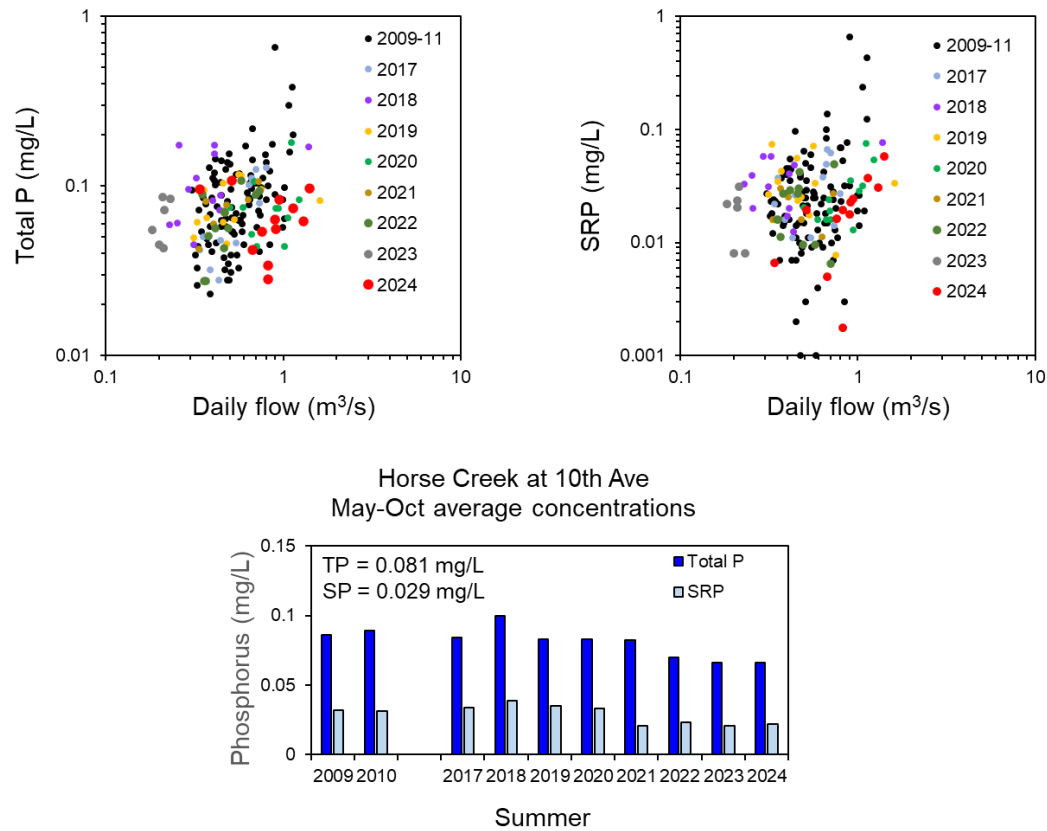 1
0.1
0.01
Total P (mg/L)
0.1
1
10
Daily flow (m³/s)
2009-11
2017
2018
2019
2020
2021
2022
2023
2024
1
0.1
0.01
0.001
SRP (mg/L)
0.1
1
10
Daily flow (m³/s)
2009-11
2017
2018
2019
2020
2021
2022
2023
2024
Horse Creek at 10th Ave
May-Oct average concentrations
0.15
0.1
0.05
0
Phosphorus (mg/L)
TP = 0.081 mg/L
SP = 0.029 mg/L
Total P
SRP
2009 2010 2017 2018 2019 2020 2021 2022 2023 2024
Summer